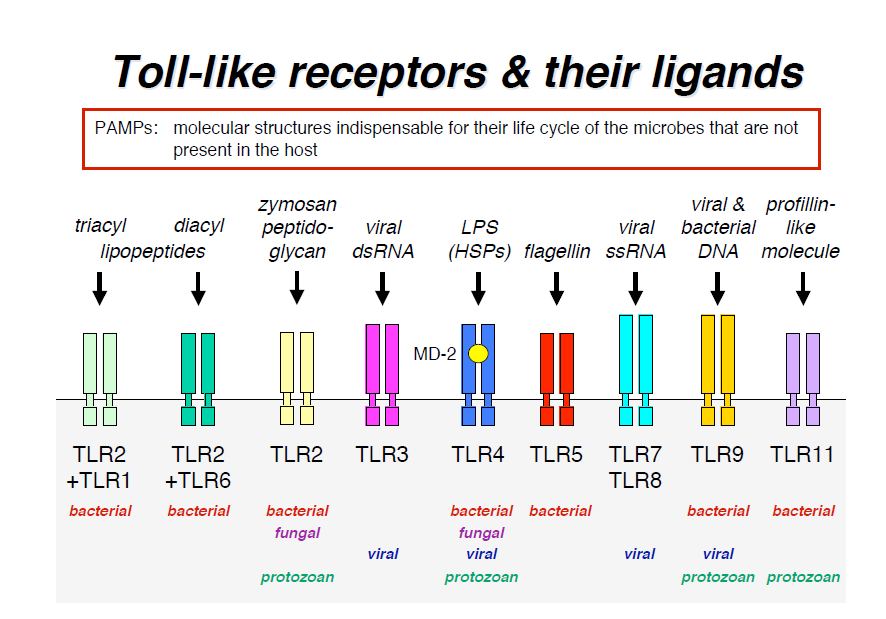 Toll-like receptors & their ligands
PAMPs: molecular structures indispensable for their life cycle of the microbes that are not
present in the host
triacyl diacyl
lipopeptides
zymosan
peptido-
glycan
viral
dsRNA
LPS
(HSPs)
flagellin
viral
ssRNA
viral &
bacterial
DNA
profillin-
like
molecule
MD-2
TLR2
+TLR1
TLR2
+TLR6
TLR2
TLR3
TLR4
TLR5
TLR7
TLR8
TLR9
TLR11
bacterial
bacterial
bacterial
fungal
protozoan
viral
bacterial
fungal
viral
protozoan
bacterial
viral
bacterial
viral
protozoan
bacterial
protozoan